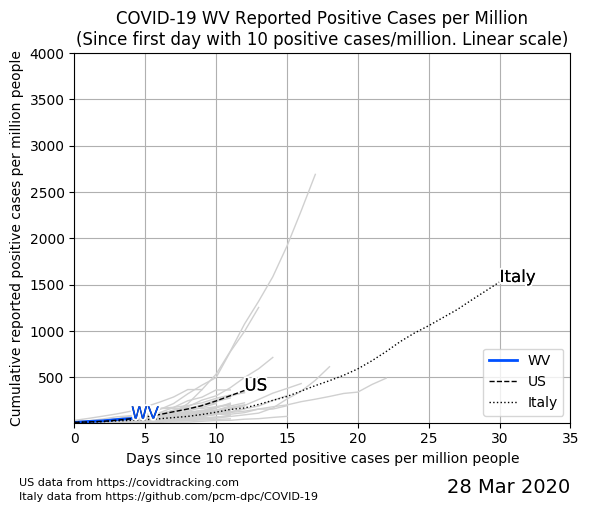 COVID-19 WV Reported Positive Cases per Million
(Since first day with 10 positive cases/million. Linear scale)
Cumulative reported positive cases per million people
4000
3500
3000
2500
2000
1500
1000
500
Italy
US
WV
WV
US
Italy
0 5 10 15 20 25 30 35
Days since 10 reported positive cases per million people
US data from https://covidtracking.com
Italy data from https://github.com/pcm-dpc/COVID-19
28 Mar 2020